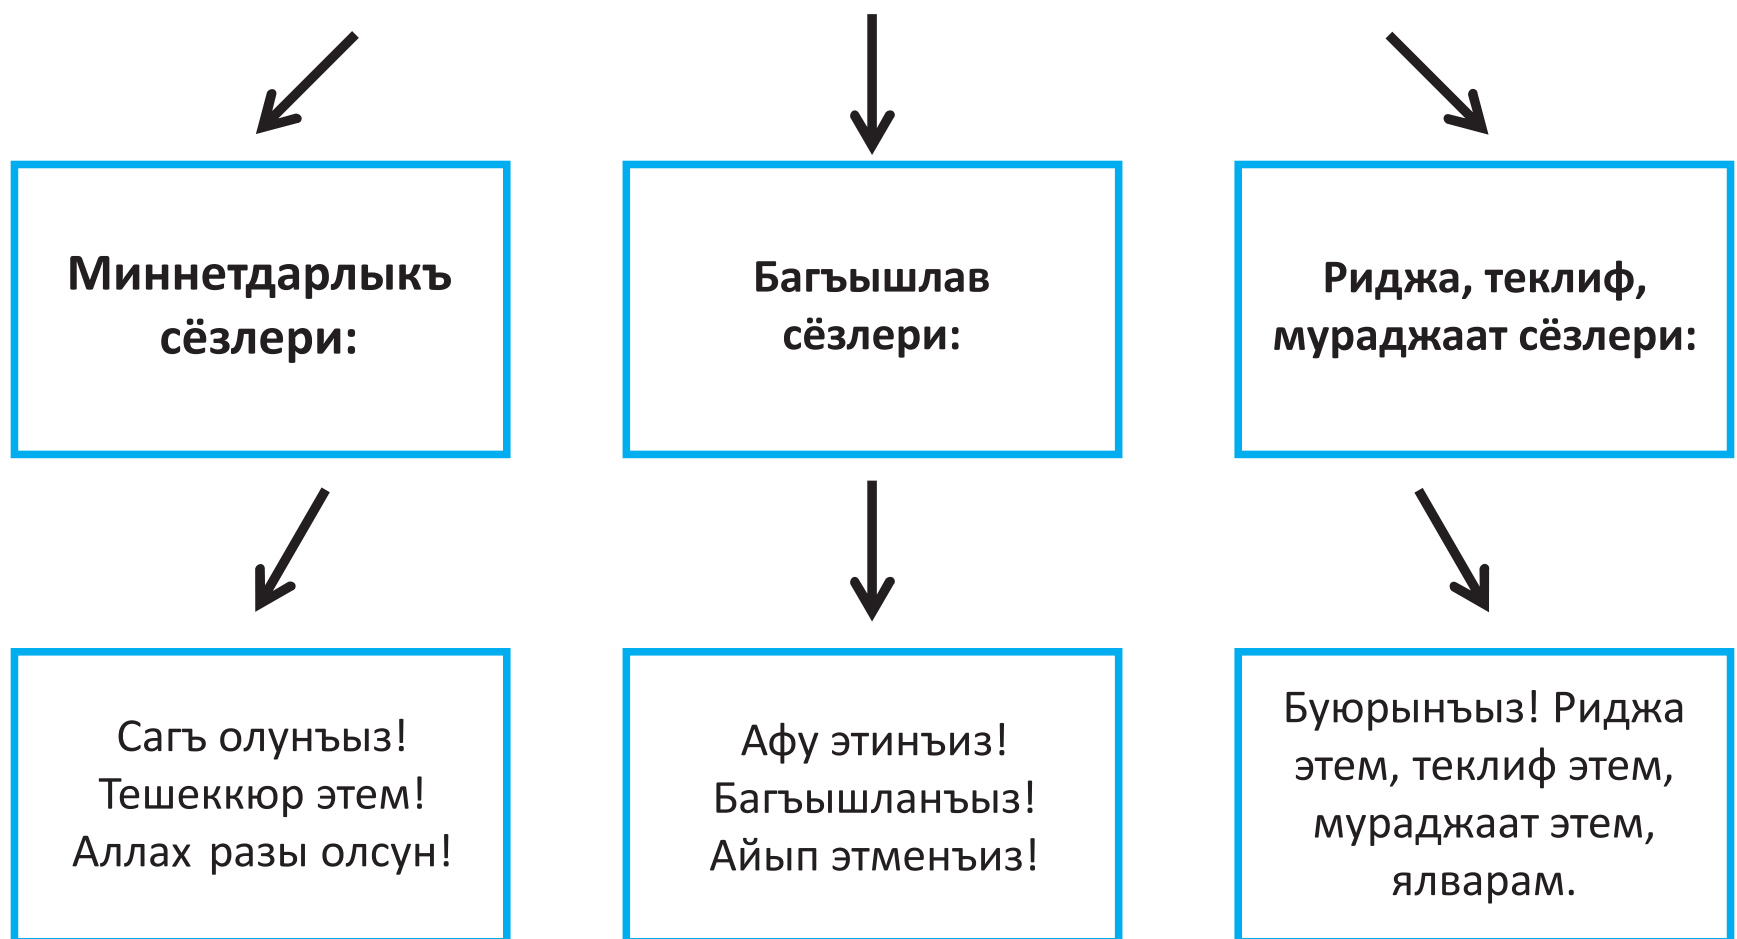 Миннетдарлыкъ
сёзлери:
Багъышлав
сёзлери:
Риджа, теклиф,
мураджаат сёзлери:
Сагъ олунъыз!
Тешеккюр этем!
Аллах разы олсун!
Афу этинъиз!
Багъышланъыз!
Айып этменъиз!
Буюрынъыз! Риджа
этем, теклиф этем,
мураджаат этем,
ялварам.